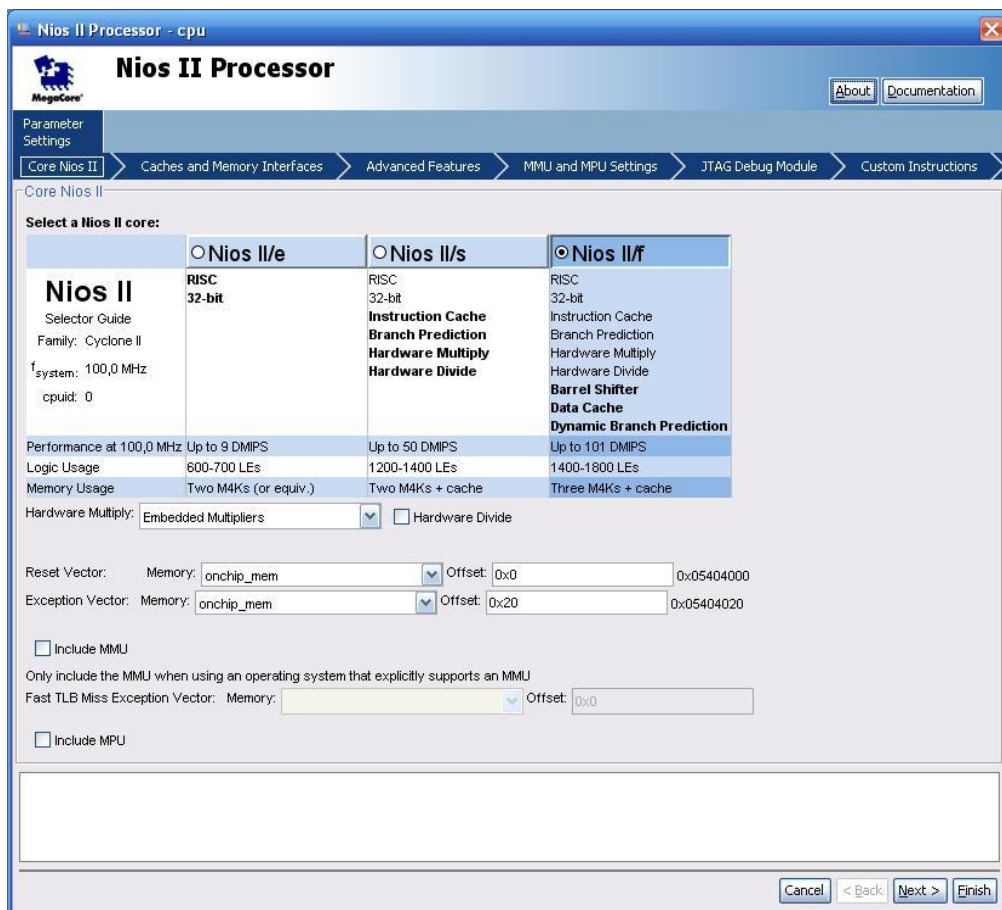 Nios II Processor - cpu
MegaCore®
Nios II Processor
About Documentation
Parameter
Settings
Core Nios II Caches and Memory Interfaces Advanced Features MMU and MPU Settings JTAG Debug Module Custom Instructions
Core Nios II
Select a Nios II core:
Nios II/e Nios II/s Nios II/f
Nios II
Selector Guide
Family: Cyclone II
fsystem: 100,0 MHz
cpuid: 0
RISC
32-bit
RISC
32-bit
Instruction Cache
Branch Prediction
Hardware Multiply
Hardware Divide
RISC
32-bit
Instruction Cache
Branch Prediction
Hardware Multiply
Hardware Divide
Barrel Shifter
Data Cache
Dynamic Branch Prediction
Performance at 100,0 MHz Up to 9 DMIPS Up to 50 DMIPS Up to 101 DMIPS
Logic Usage 600-700 LEs 1200-1400 LEs 1400-1800 LEs
Memory Usage Two M4Ks (or equiv.) Two M4Ks + cache Three M4Ks + cache
Hardware Multiply: Embedded Multipliers Hardware Divide
Reset Vector: Memory: onchip_mem Offset: 0x0 0x05404000
Exception Vector: Memory: onchip_mem Offset: 0x20 0x05404020
Include MMU
Only include the MMU when using an operating system that explicitly supports an MMU
Fast TLB Miss Exception Vector: Memory: Offset: 0x0
Include MPU
Cancel < Back Next > Finish